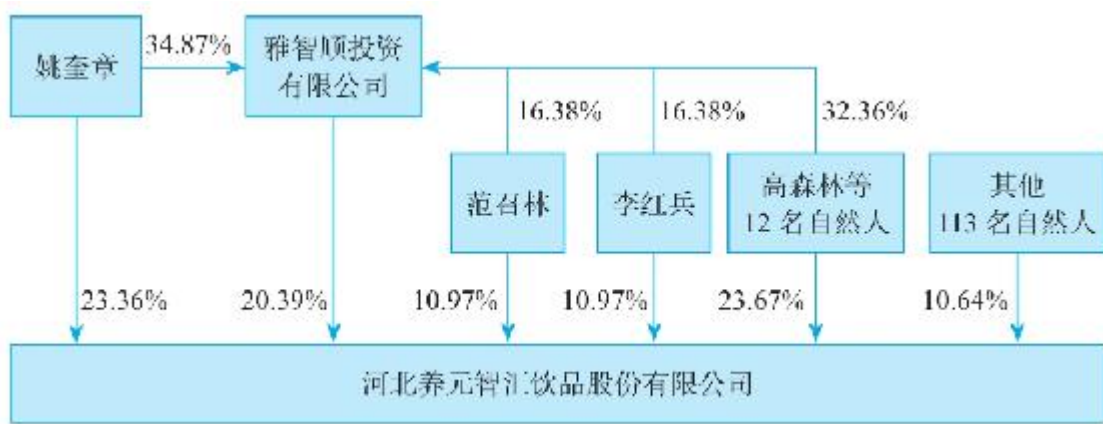 姚奎章
34.87%
雅智顺投资
有限公司
16.38%
16.38%
32.36%
范召林
李红兵
高森林等
12 名自然人
其他
113 名自然人
23.36%
20.39%
10.97%
10.97%
23.67%
10.64%
河北养元智汇饮品股份有限公司